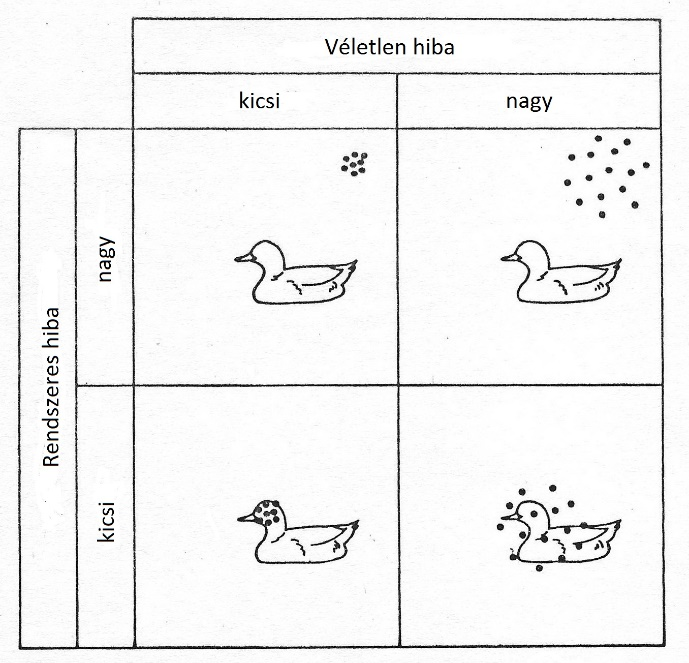 Véletlen hiba
kicsi
nagy
Rendszeres hiba
nagy
kicsi